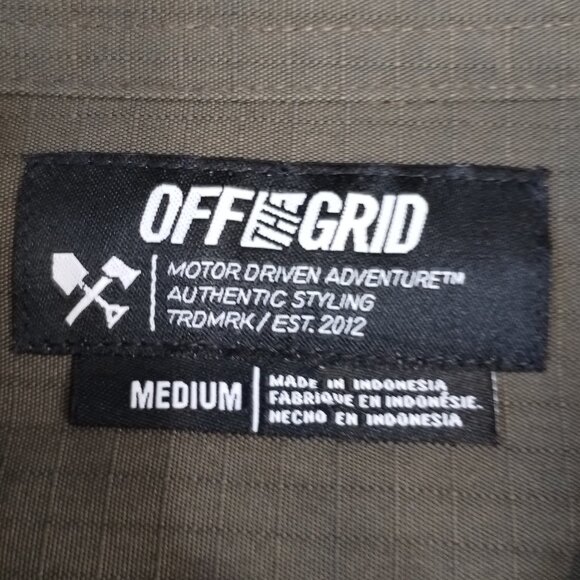 OFF THA GRID
MOTOR DRIVEN ADVENTURE™
AUTHENTIC STYLING
TRDMRK/EST. 2012
MEDIUM
MADE IN INDONESIA
FABRIQUE EN INDONÉSIE.
HECHO EN INDONESIA